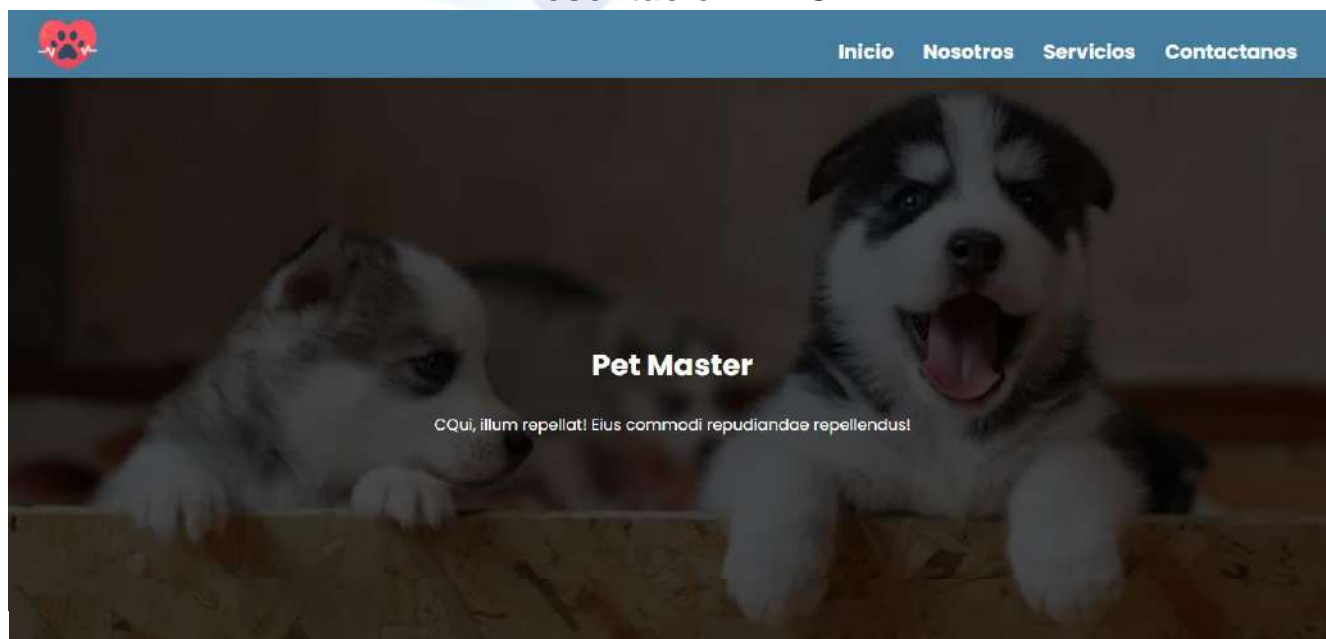 Inicio Nosotros Servicios Contactanos
Pet Master
CQui, illum repellat! Eius commodi repudiandae repellendus!